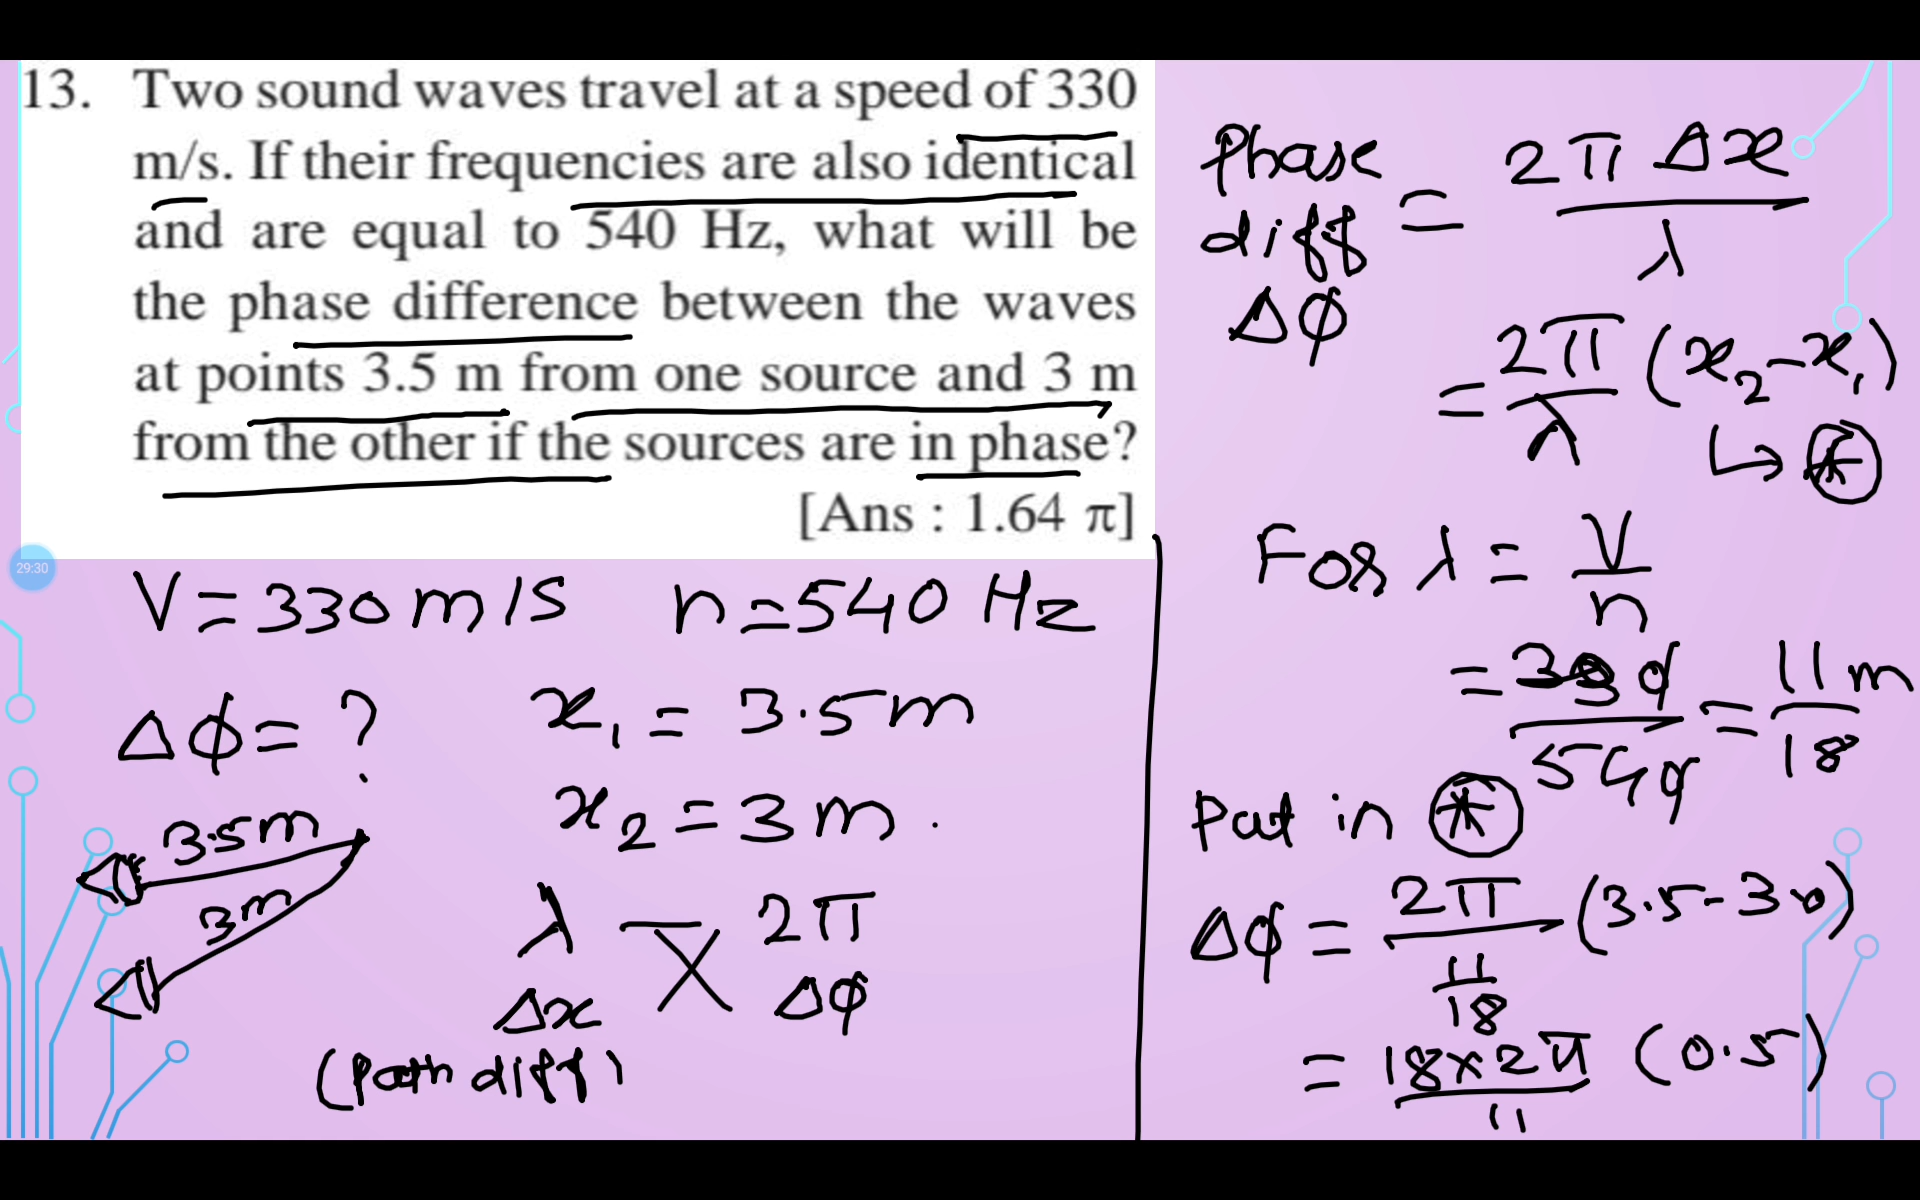 13. Two sound waves travel at a speed of 330
m/s. If their frequencies are also identical
and are equal to 540 Hz, what will be
the phase difference between the waves
at points 3.5 m from one source and 3 m
from the other if the sources are in phase?
[Ans : 1.64 π]
29:30
V = 330 m/s n = 540 Hz
Δϕ = ? x₁ = 3.5 m
x₂ = 3 m .
3.5m
3m
λ 2π
Δx Δϕ
(path diff)
Phase diff Δϕ = 2π Δx / λ
= 2π/λ (x₂ - x₁)
↳ *
For λ = V/n
= 330/540 = 11/18 m
Put in *
Δϕ = 2π / (11/18) (3.5 - 3.0)
= 18×2π/11 (0.5)